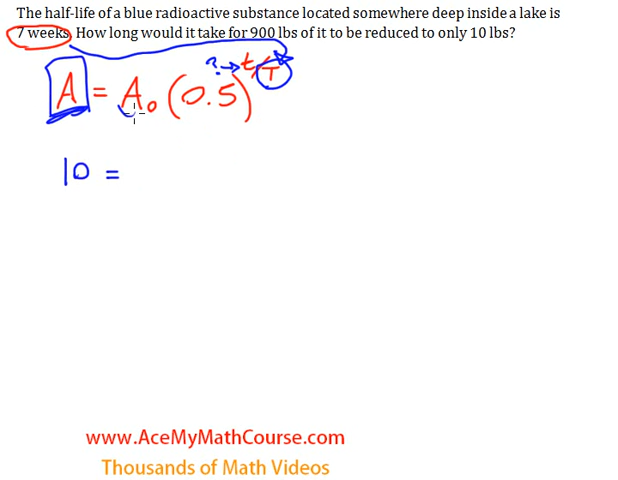 The half-life of a blue radioactive substance located somewhere deep inside a lake is
7 weeks. How long would it take for 900 lbs of it to be reduced to only 10 lbs?
? → t/T
A = A₀ (0.5)
10 =
www.AceMyMathCourse.com
Thousands of Math Videos